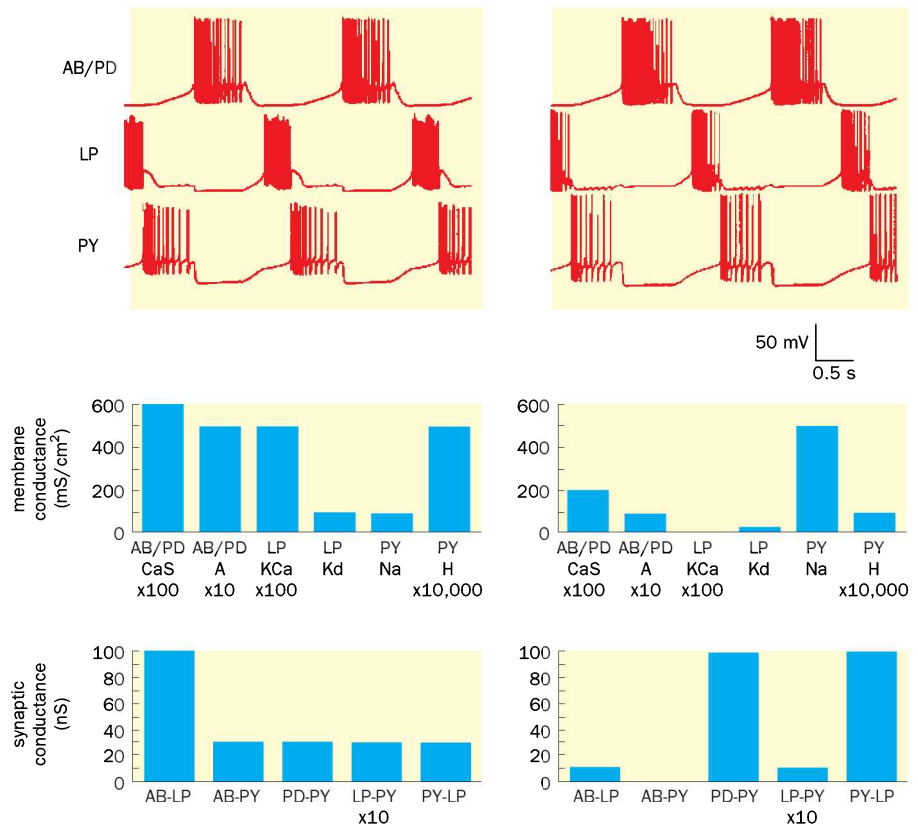 AB/PD
LP
PY
50 mV
0.5 s
membrane
conductance
(mS/cm²)
600
400
200
0
AB/PD AB/PD LP LP PY PY
CaS A KCa Kd Na H
x100 x10 x100 x10,000
600
400
200
0
AB/PD AB/PD LP LP PY PY
CaS A KCa Kd Na H
x100 x10 x100 x10,000
synaptic
conductance
(nS)
100
80
60
40
20
0
AB-LP AB-PY PD-PY LP-PY PY-LP
x10
100
80
60
40
20
0
AB-LP AB-PY PD-PY LP-PY PY-LP
x10